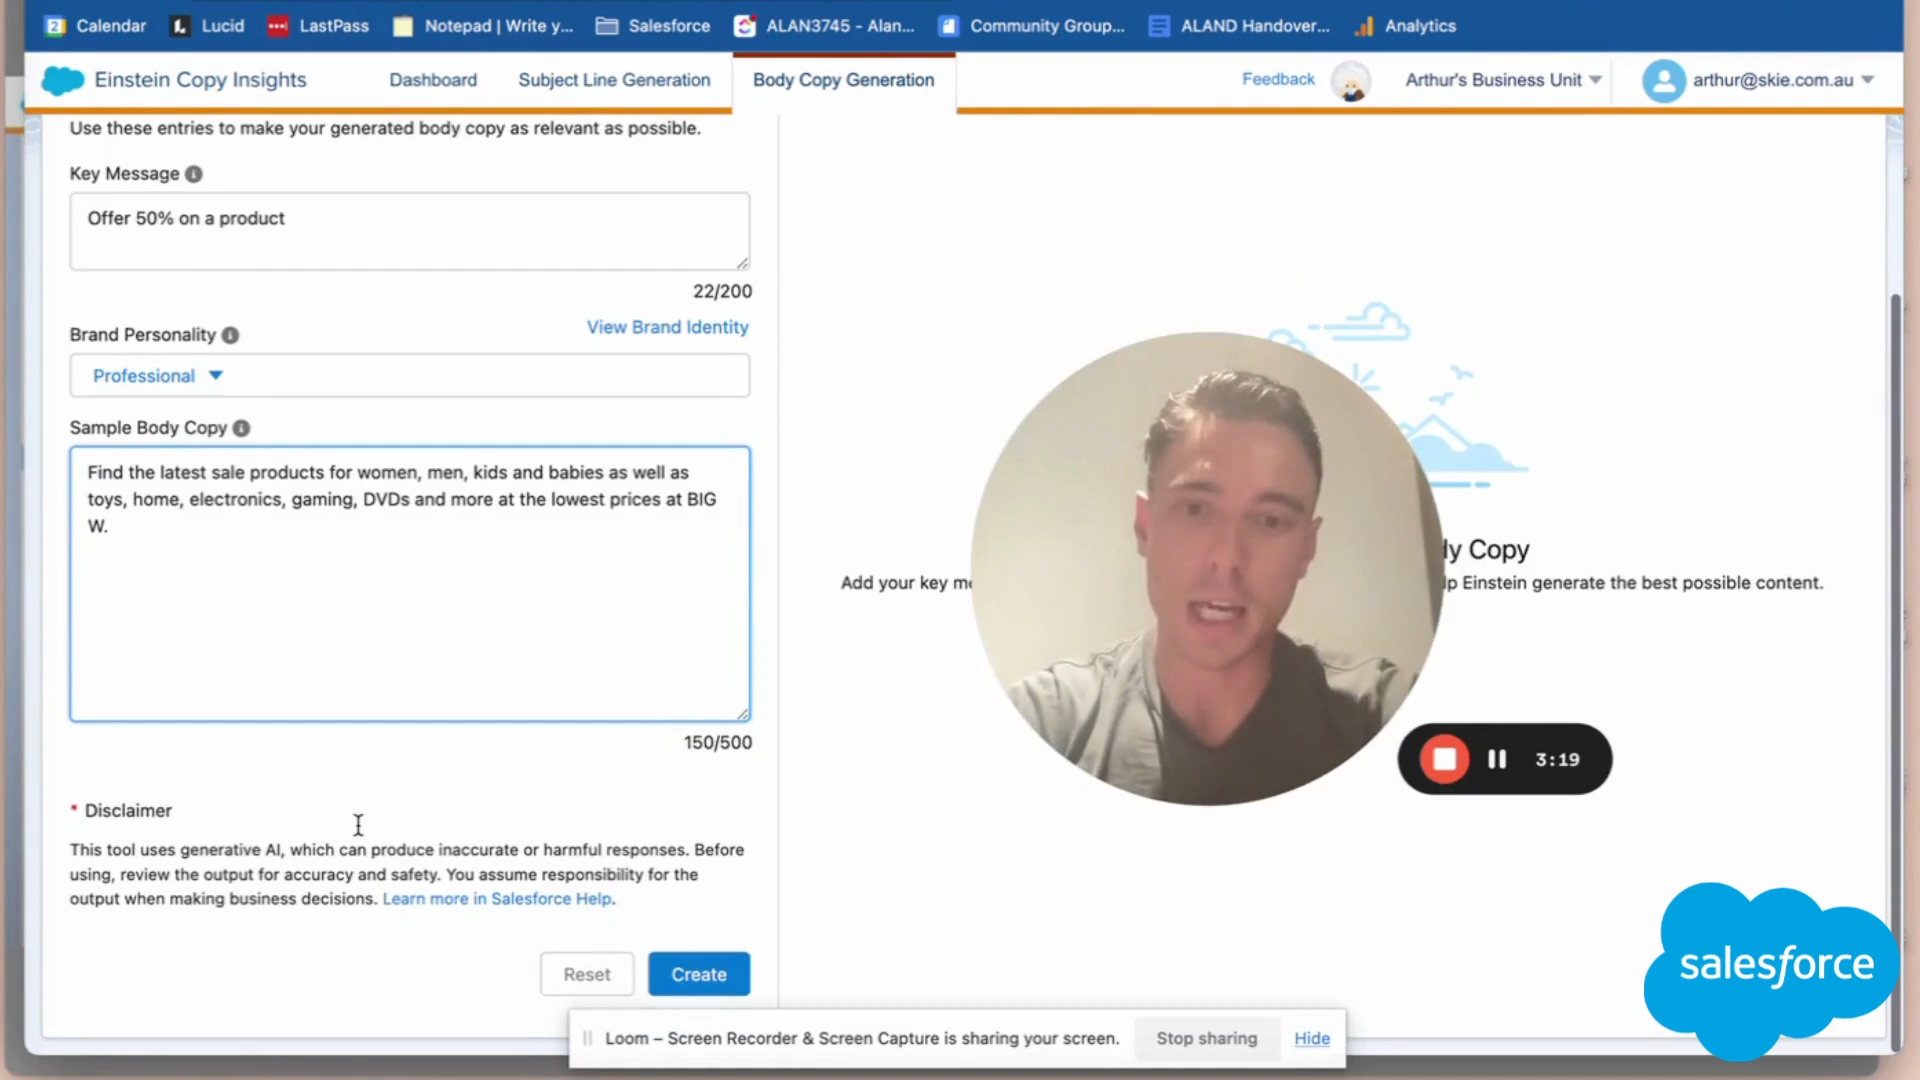 Calendar
Lucid
LastPass
Notepad | Write y...
Salesforce
ALAN3745 - Alan...
Community Group...
ALAND Handover...
Analytics
Einstein Copy Insights
Dashboard
Subject Line Generation
Body Copy Generation
Feedback
Arthur's Business Unit
arthur@skie.com.au
Use these entries to make your generated body copy as relevant as possible.
Key Message
Offer 50% on a product
22/200
Brand Personality
View Brand Identity
Professional
Sample Body Copy
Find the latest sale products for women, men, kids and babies as well as
toys, home, electronics, gaming, DVDs and more at the lowest prices at BIG
W.
150/500
* Disclaimer
This tool uses generative AI, which can produce inaccurate or harmful responses. Before
using, review the output for accuracy and safety. You assume responsibility for the
output when making business decisions. Learn more in Salesforce Help.
Reset
Create
Copy
Add your key
Einstein generate the best possible content.
3:19
Loom – Screen Recorder & Screen Capture is sharing your screen.
Stop sharing
Hide
salesforce